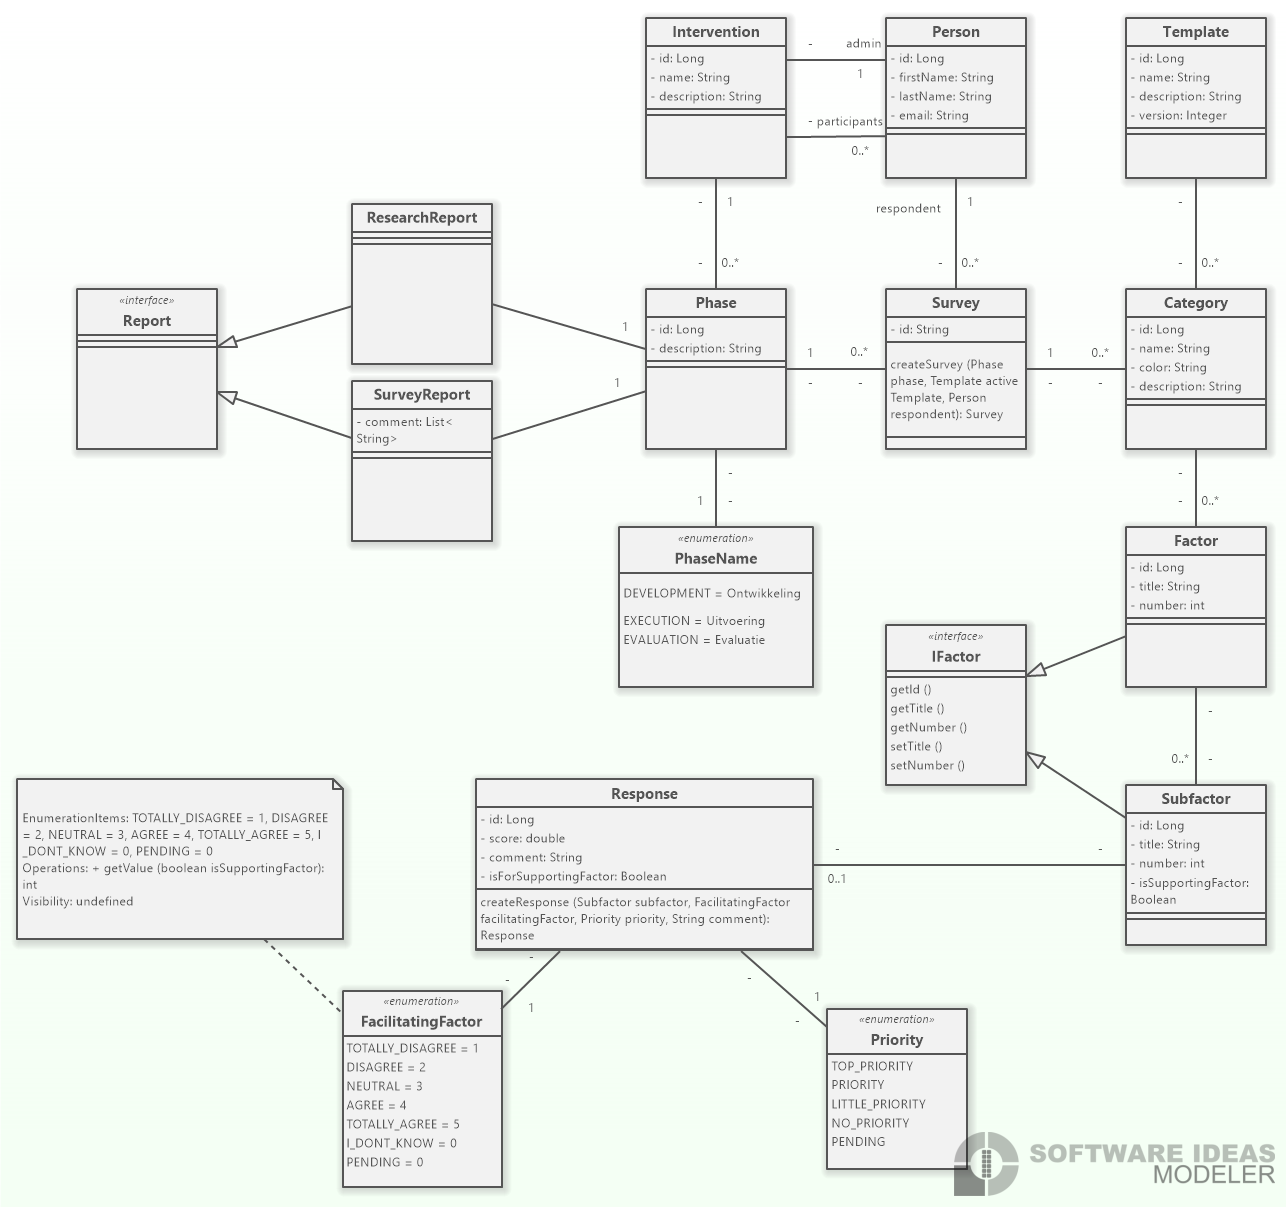 Intervention
- id: Long
- name: String
- description: String
- admin
1
- participants
0..*
Person
- id: Long
- firstName: String
- lastName: String
- email: String
Template
- id: Long
- name: String
- description: String
- version: Integer
- 1
- 0..*
respondent 1
- 0..*
-
- 0..*
ResearchReport
«interface»
Report
SurveyReport
- comment: List<
String>
1
1
Phase
- id: Long
- description: String
1 0..*
- -
Survey
- id: String
createSurvey (Phase
phase, Template active
Template, Person
respondent): Survey
1 0..*
- -
Category
- id: Long
- name: String
- color: String
- description: String
-
1 -
-
- 0..*
«enumeration»
PhaseName
DEVELOPMENT = Ontwikkeling
EXECUTION = Uitvoering
EVALUATION = Evaluatie
Factor
- id: Long
- title: String
- number: int
«interface»
IFactor
getId ()
getTitle ()
getNumber ()
setTitle ()
setNumber ()
-
0..* -
EnumerationItems: TOTALLY_DISAGREE = 1, DISAGREE
= 2, NEUTRAL = 3, AGREE = 4, TOTALLY_AGREE = 5, I
_DONT_KNOW = 0, PENDING = 0
Operations: + getValue (boolean isSupportingFactor):
int
Visibility: undefined
Response
- id: Long
- score: double
- comment: String
- isForSupportingFactor: Boolean
createResponse (Subfactor subfactor, FacilitatingFactor
facilitatingFactor, Priority priority, String comment):
Response
- -
0..1
Subfactor
- id: Long
- title: String
- number: int
- isSupportingFactor:
Boolean
-
-
1
-
1
-
«enumeration»
FacilitatingFactor
TOTALLY_DISAGREE = 1
DISAGREE = 2
NEUTRAL = 3
AGREE = 4
TOTALLY_AGREE = 5
I_DONT_KNOW = 0
PENDING = 0
«enumeration»
Priority
TOP_PRIORITY
PRIORITY
LITTLE_PRIORITY
NO_PRIORITY
PENDING
SOFTWARE IDEAS
MODELER